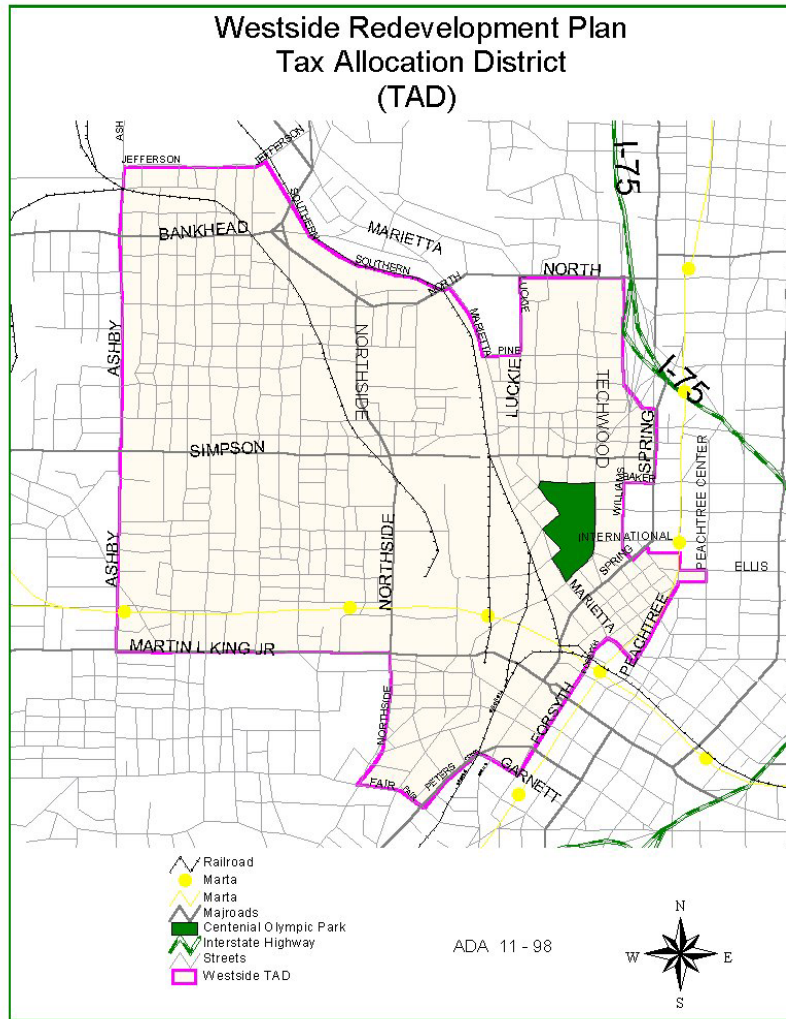 Westside Redevelopment Plan
Tax Allocation District
(TAD)
ASH
JEFFERSON
JEFFERSON
I-75
SOUTHERN
BANKHEAD
MARIETTA
SOUTHERN
NORTH
NORTH
LUCKIE
MARIETTA
PINE
ASHBY
NORTHSIDE
LUCKIE
TECHWOOD
I-75
SPRING
SIMPSON
BAKER
WILLIAMS
PEACHTREE CENTER
NORTHSIDE
INTERNATIONAL
ASHBY
SPRING
ELLIS
MARIETTA
MARTIN L KING JR
PEACHTREE
FORSYTH
FORSYTH
NORTHSIDE
GARNETT
PETERS
FAIR
FAIR
Railroad
Marta
Marta
Majroads
Centenial Olympic Park
Interstate Highway
Streets
Westside TAD
ADA 11 - 98
N
W
E
S